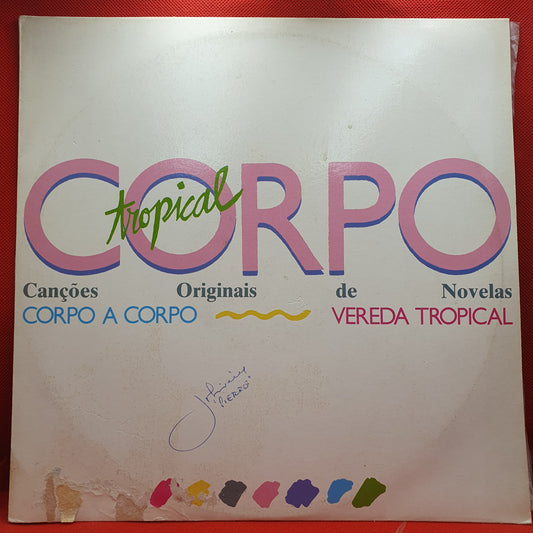 CORPO
tropical
Canções Originais de Novelas
CORPO A CORPO VEREDA TROPICAL